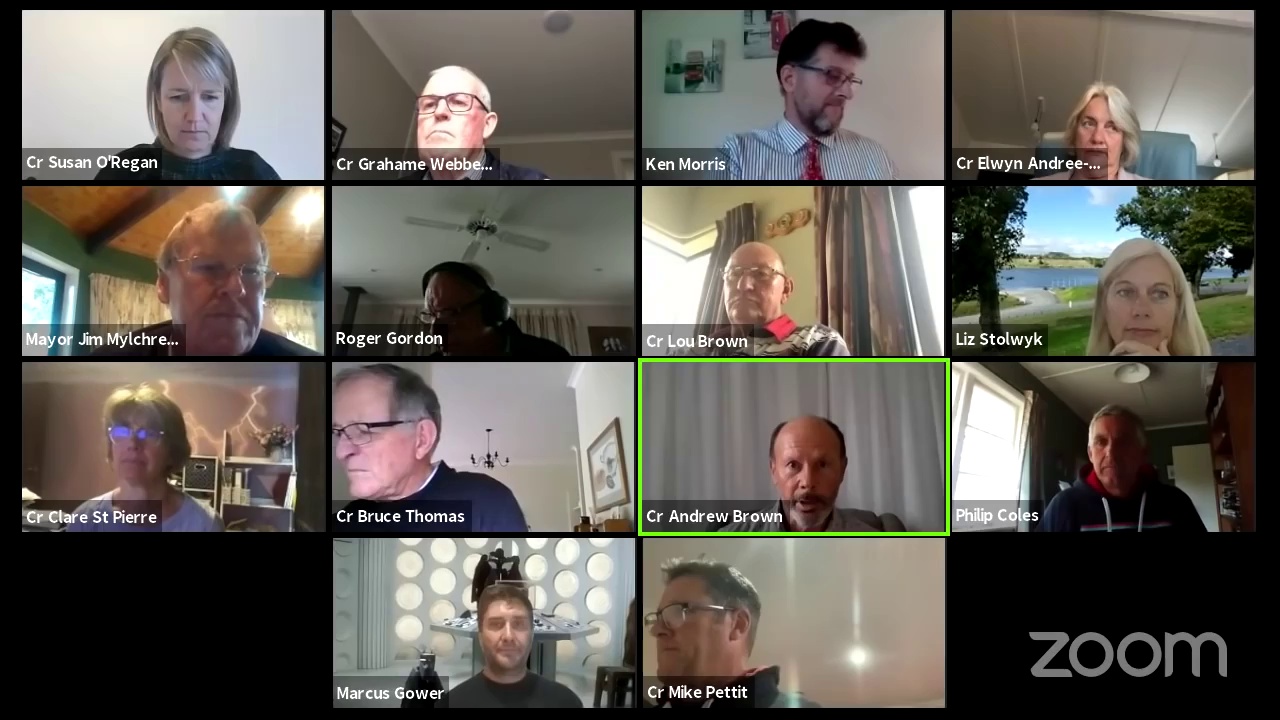 Cr Susan O'Regan
Cr Grahame Webbe...
Ken Morris
Cr Elwyn Andree-...
Mayor Jim Mylchre...
Roger Gordon
Cr Lou Brown
Liz Stolwyk
Cr Clare St Pierre
Cr Bruce Thomas
Cr Andrew Brown
Philip Coles
Marcus Gower
Cr Mike Pettit
zoom